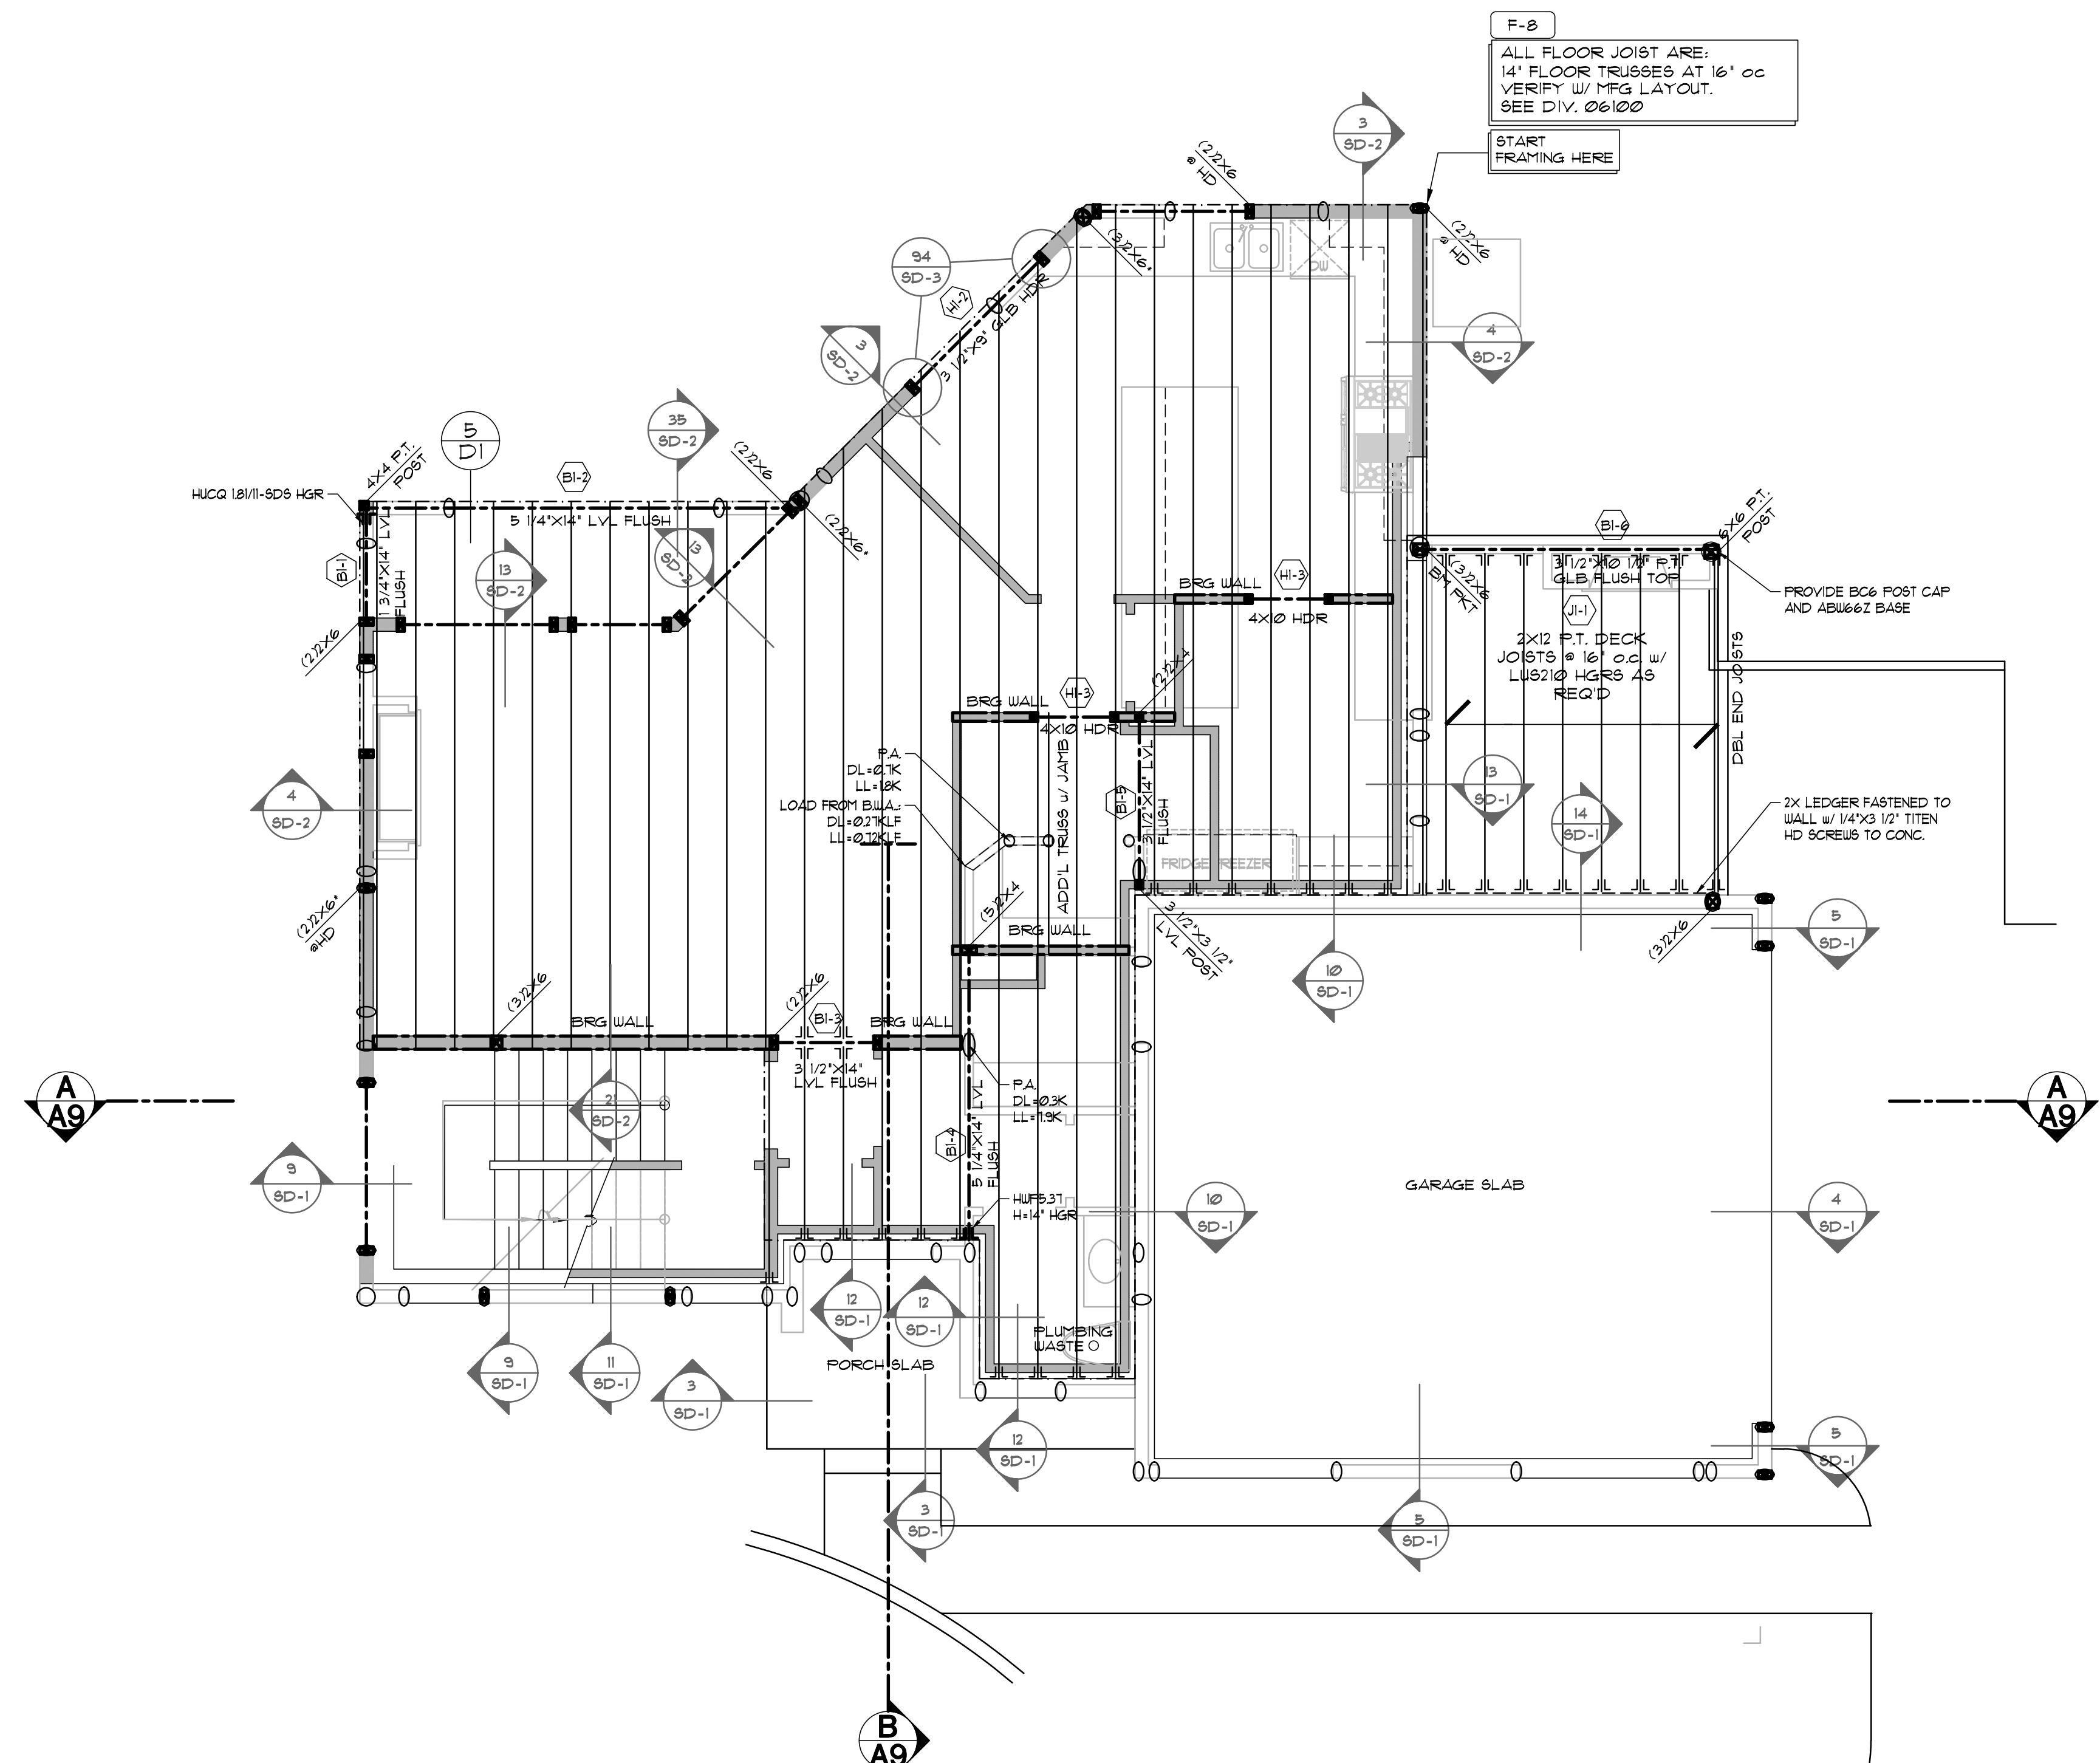 F-8
ALL FLOOR JOIST ARE:
14" FLOOR TRUSSES AT 16" oc
VERIFY W/ MFG LAYOUT.
SEE DIV. 06100
START
FRAMING HERE
3
SD-2
(2)2X6
@ HD
(2)2X6
@ HD
(3)2X6"
94
SD-3
H1-2
3 1/2"X9" GLB HDR
DW
4
SD-2
3
SD-2
35
SD-2
5
D1
4X4 P.T.
POST
B1-2
(2)2X6
HUCQ 1.81/11-SDS HGR
5 1/4"X14" LVL FLUSH
(2)2X6"
B1-1
1 3/4"X14" LVL
FLUSH
13
SD-2
13
SD-2
B1-6
6X6 P.T.
POST
3 1/2"X10 1/2" P.T.
GLB FLUSH TOP
(3)2X6
BM PKT
PROVIDE BC6 POST CAP
AND ABW66Z BASE
J1-1
2X12 P.T. DECK
JOISTS @ 16" o.c. w/
LUS210 HGRS AS
REQ'D
DBL END JOISTS
BRG WALL
H1-3
4X10 HDR
(2)2X6
(2)2X4
BRG WALL
H1-3
4X10 HDR
P.A.
DL=0.7K
LL=1.8K
LOAD FROM B.W.A.:
DL=0.27KLF
LL=0.72KLF
ADD'L TRUSS w/ JAMB
B1-5
3 1/2"X14" LVL
FLUSH
4
SD-2
13
SD-1
14
SD-1
2X LEDGER FASTENED TO
WALL w/ 1/4"X3 1/2" TITEN
HD SCREWS TO CONC.
FRIDGE FREEZER
(2)2X6"
@HD
(5)2X4
BRG WALL
3 1/2"X3 1/2"
LVL POST
(3)2X6
5
SD-1
10
SD-1
(3)2X6
(2)2X6
BRG WALL
B1-3
BRG WALL
3 1/2"X14"
LVL FLUSH
P.A.
DL=0.3K
LL=1.9K
A
A9
A
A9
21
SD-2
B1-4
5 1/4"X14" LVL
FLUSH
9
SD-1
HWF5.37
H=14" HGR
10
SD-1
GARAGE SLAB
4
SD-1
12
SD-1
12
SD-1
PLUMBING
WASTE
PORCH SLAB
9
SD-1
11
SD-1
3
SD-1
12
SD-1
5
SD-1
3
SD-1
5
SD-1
B
A9